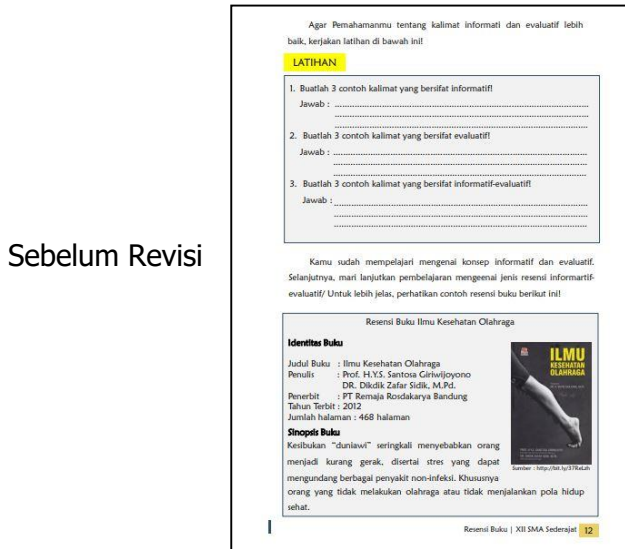 Sebelum Revisi
Agar Pemahamanmu tentang kalimat informati dan evaluatif lebih
baik, kerjakan latihan di bawah ini!
LATIHAN
1. Buatlah 3 contoh kalimat yang bersifat informatif!
Jawab :
2. Buatlah 3 contoh kalimat yang bersifat evaluatif!
Jawab :
3. Buatlah 3 contoh kalimat yang bersifat informatif-evaluatif!
Jawab :
Kamu sudah mempelajari mengenai konsep informatif dan evaluatif.
Selanjutnya, mari lanjutkan pembelajaran mengeenai jenis resensi informartif-
evaluatif/ Untuk lebih jelas, perhatikan contoh resensi buku berikut ini!
Resensi Buku Ilmu Kesehatan Olahraga
Identitas Buku
Judul Buku : Ilmu Kesehatan Olahraga
Penulis : Prof. H.Y.S. Santosa Giriwijoyono
DR. Dikdik Zafar Sidik, M.Pd.
Penerbit : PT Remaja Rosdakarya Bandung
Tahun Terbit : 2012
Jumlah halaman : 468 halaman
Sinopsis Buku
Kesibukan "duniawi" seringkali menyebabkan orang
menjadi kurang gerak, disertai stres yang dapat
mengundang berbagai penyakit non-infeksi. Khususnya
orang yang tidak melakukan olahraga atau tidak menjalankan pola hidup
sehat.
ILMU
KESEHATAN
OLAHRAGA
Sumber : http://bit.ly/37ReLzh
Resensi Buku | XII SMA Sederajat 12